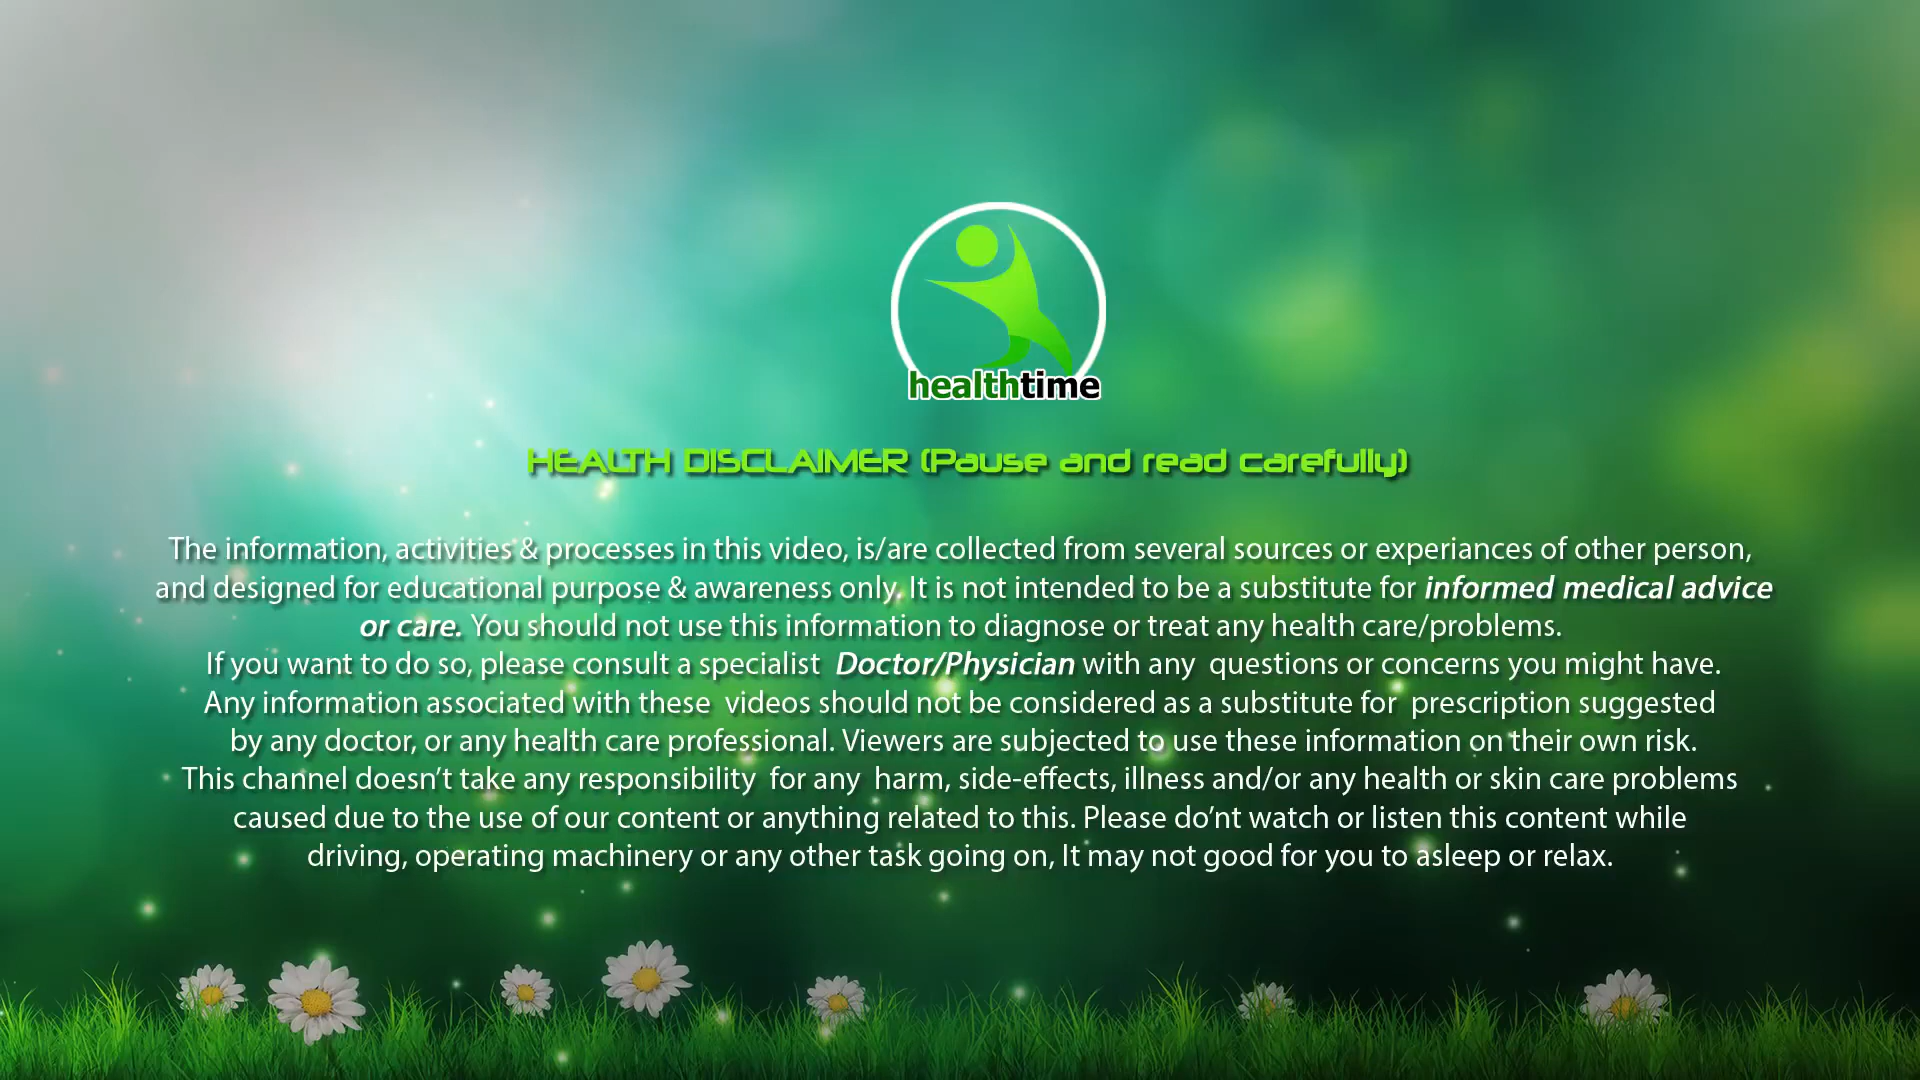 healthtime
HEALTH DISCLAIMER (Pause and read carefully)
The information, activities & processes in this video, is/are collected from several sources or experiances of other person,
and designed for educational purpose & awareness only. It is not intended to be a substitute for informed medical advice
or care. You should not use this information to diagnose or treat any health care/problems.
If you want to do so, please consult a specialist Doctor/Physician with any questions or concerns you might have.
Any information associated with these videos should not be considered as a substitute for prescription suggested
by any doctor, or any health care professional. Viewers are subjected to use these information on their own risk.
This channel doesn’t take any responsibility for any harm, side-effects, illness and/or any health or skin care problems
caused due to the use of our content or anything related to this. Please do’nt watch or listen this content while
driving, operating machinery or any other task going on, It may not good for you to asleep or relax.